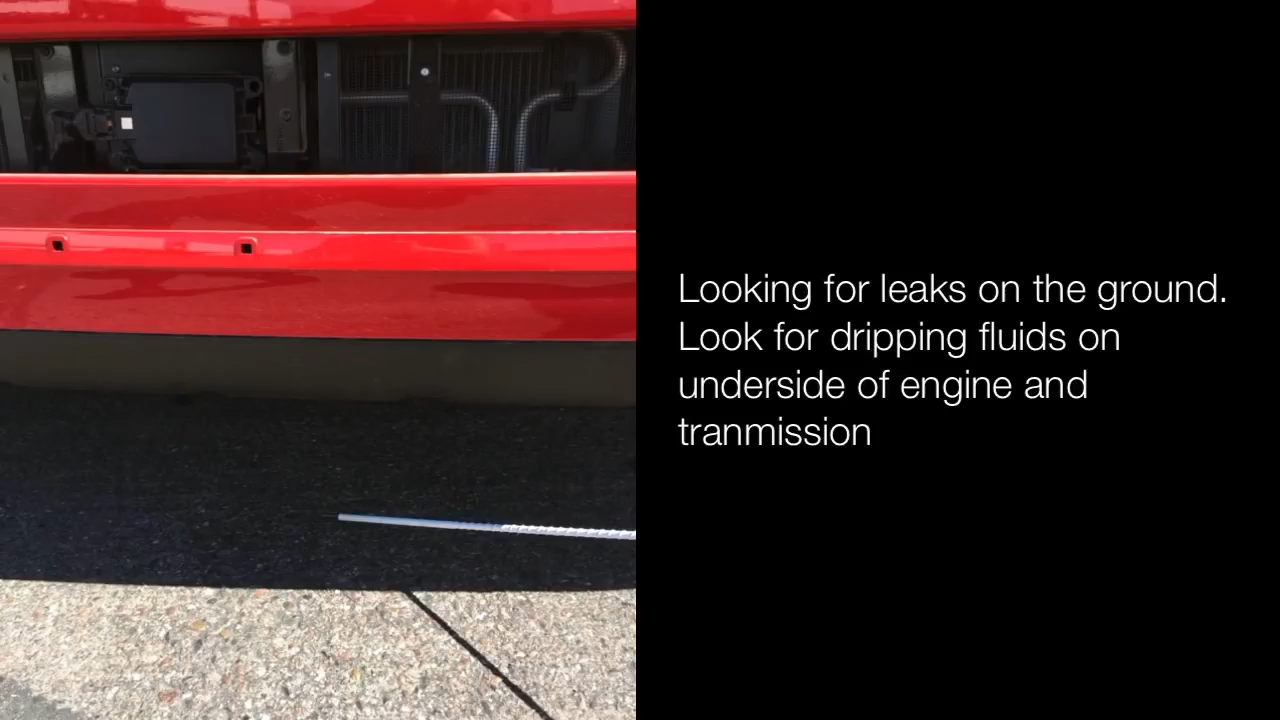 Looking for leaks on the ground.
Look for dripping fluids on
underside of engine and
tranmission